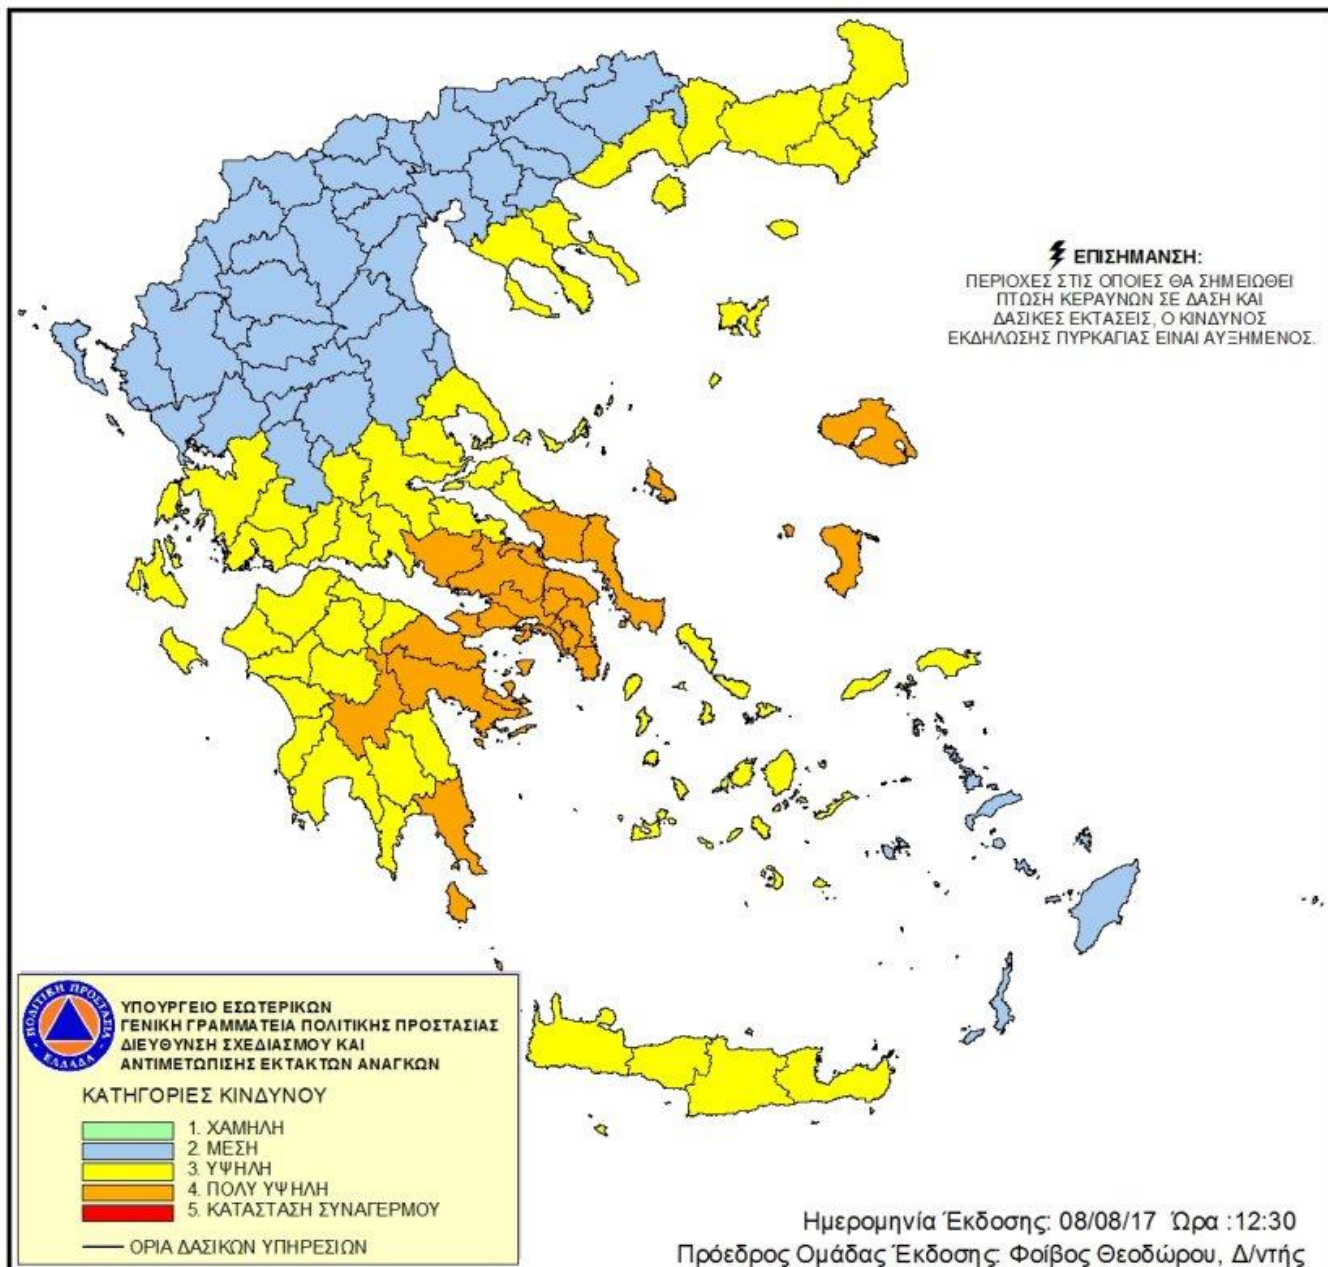 ΕΠΙΣΗΜΑΝΣΗ:
ΠΕΡΙΟΧΕΣ ΣΤΙΣ ΟΠΟΙΕΣ ΘΑ ΣΗΜΕΙΩΘΕΙ
ΠΤΩΣΗ ΚΕΡΑΥΝΩΝ ΣΕ ΔΑΣΗ ΚΑΙ
ΔΑΣΙΚΕΣ ΕΚΤΑΣΕΙΣ, Ο ΚΙΝΔΥΝΟΣ
ΕΚΔΗΛΩΣΗΣ ΠΥΡΚΑΓΙΑΣ ΕΙΝΑΙ ΑΥΞΗΜΕΝΟΣ.
ΠΟΛΙΤΙΚΗ ΠΡΟΣΤΑΣΙΑ
ΕΛΛΑΔΑ
ΥΠΟΥΡΓΕΙΟ ΕΣΩΤΕΡΙΚΩΝ
ΓΕΝΙΚΗ ΓΡΑΜΜΑΤΕΙΑ ΠΟΛΙΤΙΚΗΣ ΠΡΟΣΤΑΣΙΑΣ
ΔΙΕΥΘΥΝΣΗ ΣΧΕΔΙΑΣΜΟΥ ΚΑΙ
ΑΝΤΙΜΕΤΩΠΙΣΗΣ ΕΚΤΑΚΤΩΝ ΑΝΑΓΚΩΝ
ΚΑΤΗΓΟΡΙΕΣ ΚΙΝΔΥΝΟΥ
1. ΧΑΜΗΛΗ
2. ΜΕΣΗ
3. ΥΨΗΛΗ
4. ΠΟΛΥ ΥΨΗΛΗ
5. ΚΑΤΑΣΤΑΣΗ ΣΥΝΑΓΕΡΜΟΥ
ΟΡΙΑ ΔΑΣΙΚΩΝ ΥΠΗΡΕΣΙΩΝ
Ημερομηνία Έκδοσης: 08/08/17 Ώρα :12:30
Πρόεδρος Ομάδας Έκδοσης: Φοίβος Θεοδώρου, Δ/ντής